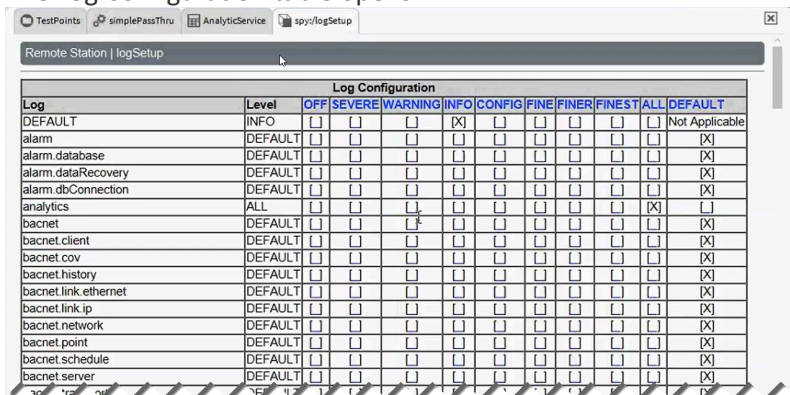 TestPoints simplePassThru AnalyticService spy:/logSetup
Remote Station | logSetup
Log Configuration
Log Level OFF SEVERE WARNING INFO CONFIG FINE FINER FINEST ALL DEFAULT
DEFAULT INFO [ ] [ ] [ ] [X] [ ] [ ] [ ] [ ] [ ] Not Applicable
alarm DEFAULT [ ] [ ] [ ] [ ] [ ] [ ] [ ] [ ] [ ] [X]
alarm.database DEFAULT [ ] [ ] [ ] [ ] [ ] [ ] [ ] [ ] [ ] [X]
alarm.dataRecovery DEFAULT [ ] [ ] [ ] [ ] [ ] [ ] [ ] [ ] [ ] [X]
alarm.dbConnection DEFAULT [ ] [ ] [ ] [ ] [ ] [ ] [ ] [ ] [ ] [X]
analytics ALL [ ] [ ] [ ] [ ] [ ] [ ] [ ] [ ] [X] [ ]
bacnet DEFAULT [ ] [ ] [ ] [ ] [ ] [ ] [ ] [ ] [ ] [X]
bacnet.client DEFAULT [ ] [ ] [ ] [ ] [ ] [ ] [ ] [ ] [ ] [X]
bacnet.cov DEFAULT [ ] [ ] [ ] [ ] [ ] [ ] [ ] [ ] [ ] [X]
bacnet.history DEFAULT [ ] [ ] [ ] [ ] [ ] [ ] [ ] [ ] [ ] [X]
bacnet.link.ethernet DEFAULT [ ] [ ] [ ] [ ] [ ] [ ] [ ] [ ] [ ] [X]
bacnet.link.ip DEFAULT [ ] [ ] [ ] [ ] [ ] [ ] [ ] [ ] [ ] [X]
bacnet.network DEFAULT [ ] [ ] [ ] [ ] [ ] [ ] [ ] [ ] [ ] [X]
bacnet.point DEFAULT [ ] [ ] [ ] [ ] [ ] [ ] [ ] [ ] [ ] [X]
bacnet.schedule DEFAULT [ ] [ ] [ ] [ ] [ ] [ ] [ ] [ ] [ ] [X]
bacnet.server DEFAULT [ ] [ ] [ ] [ ] [ ] [ ] [ ] [ ] [ ] [X]